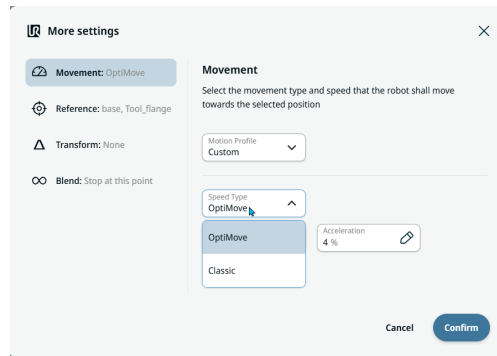 More settings
Movement: OptiMove
Reference: base, Tool_flange
Transform: None
Blend: Stop at this point
Movement
Select the movement type and speed that the robot shall move
towards the selected position
Motion Profile
Custom
Speed Type
OptiMove
OptiMove
Classic
Acceleration
4 %
Cancel
Confirm